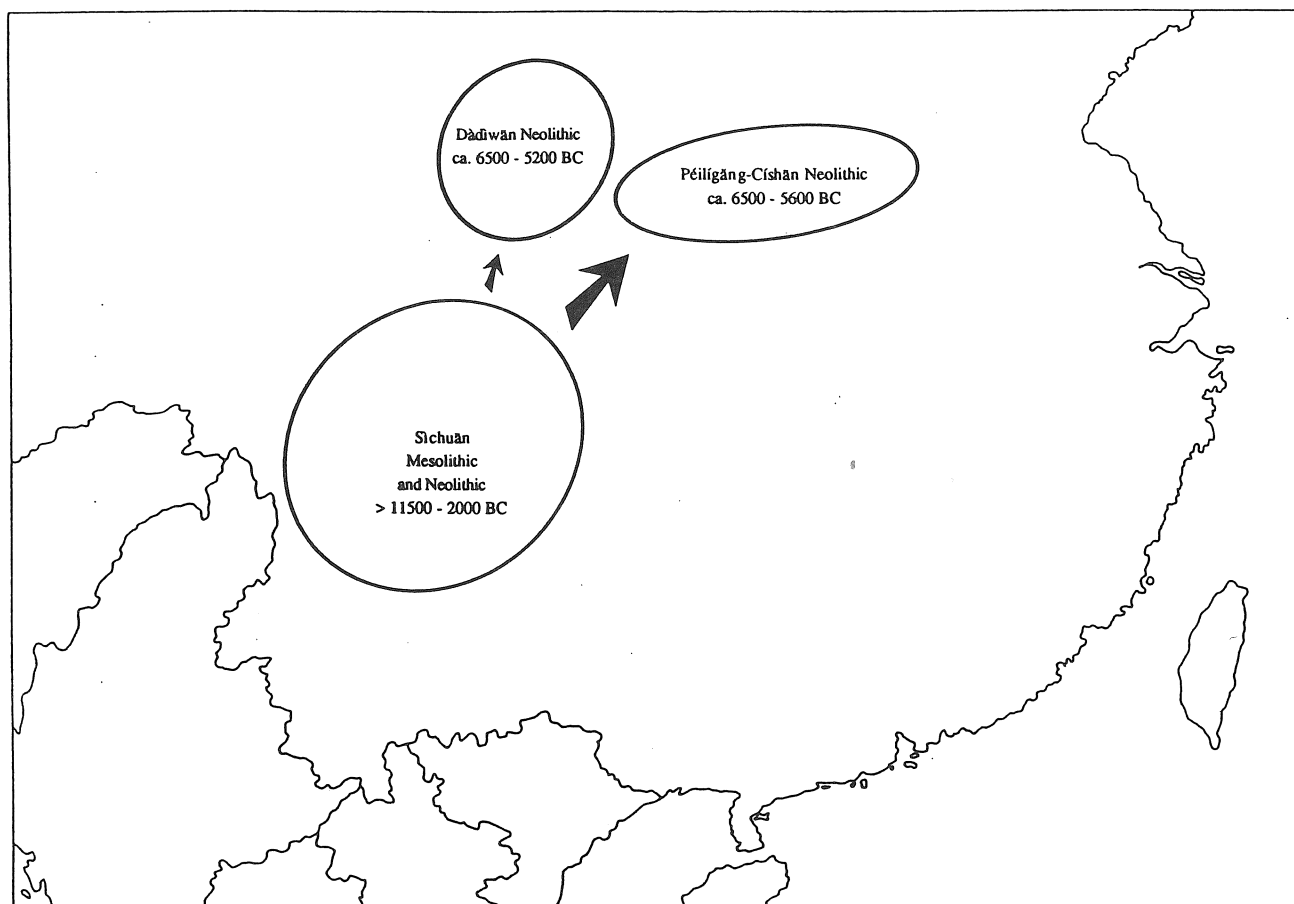 Dàdìwān Neolithic
ca. 6500 - 5200 BC
Péilígāng-Císhān Neolithic
ca. 6500 - 5600 BC
Sìchuān
Mesolithic
and Neolithic
> 11500 - 2000 BC